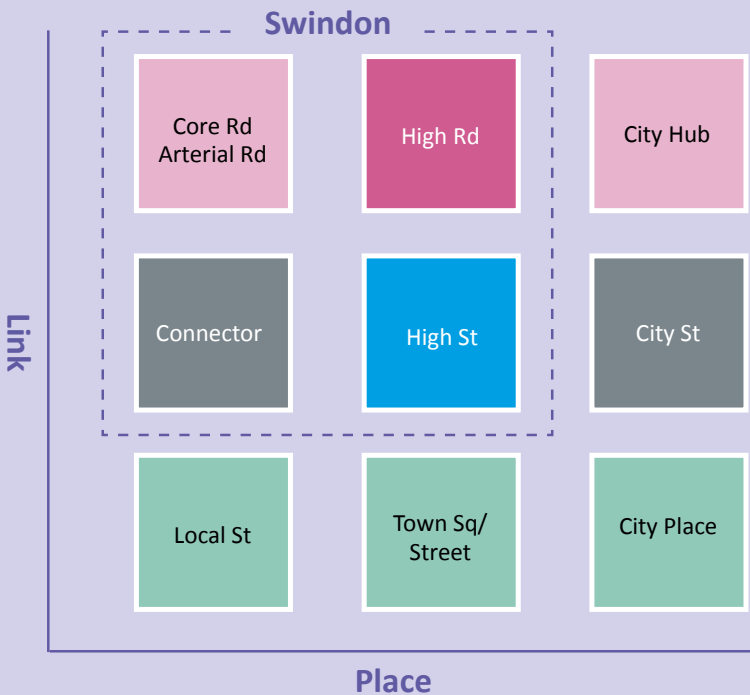 Swindon
Core Rd
Arterial Rd
High Rd
City Hub
Link
Connector
High St
City St
Local St
Town Sq/
Street
City Place
Place